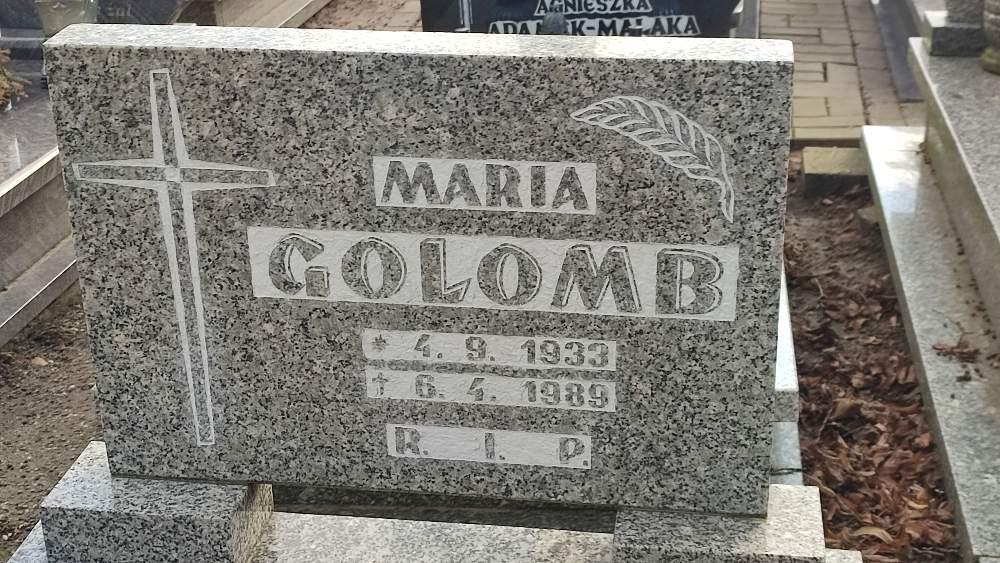 AGNIESZKA
MARIA
GOLOMB
* 4. 9. 1933
† 6. 4. 1989
R. I. P.